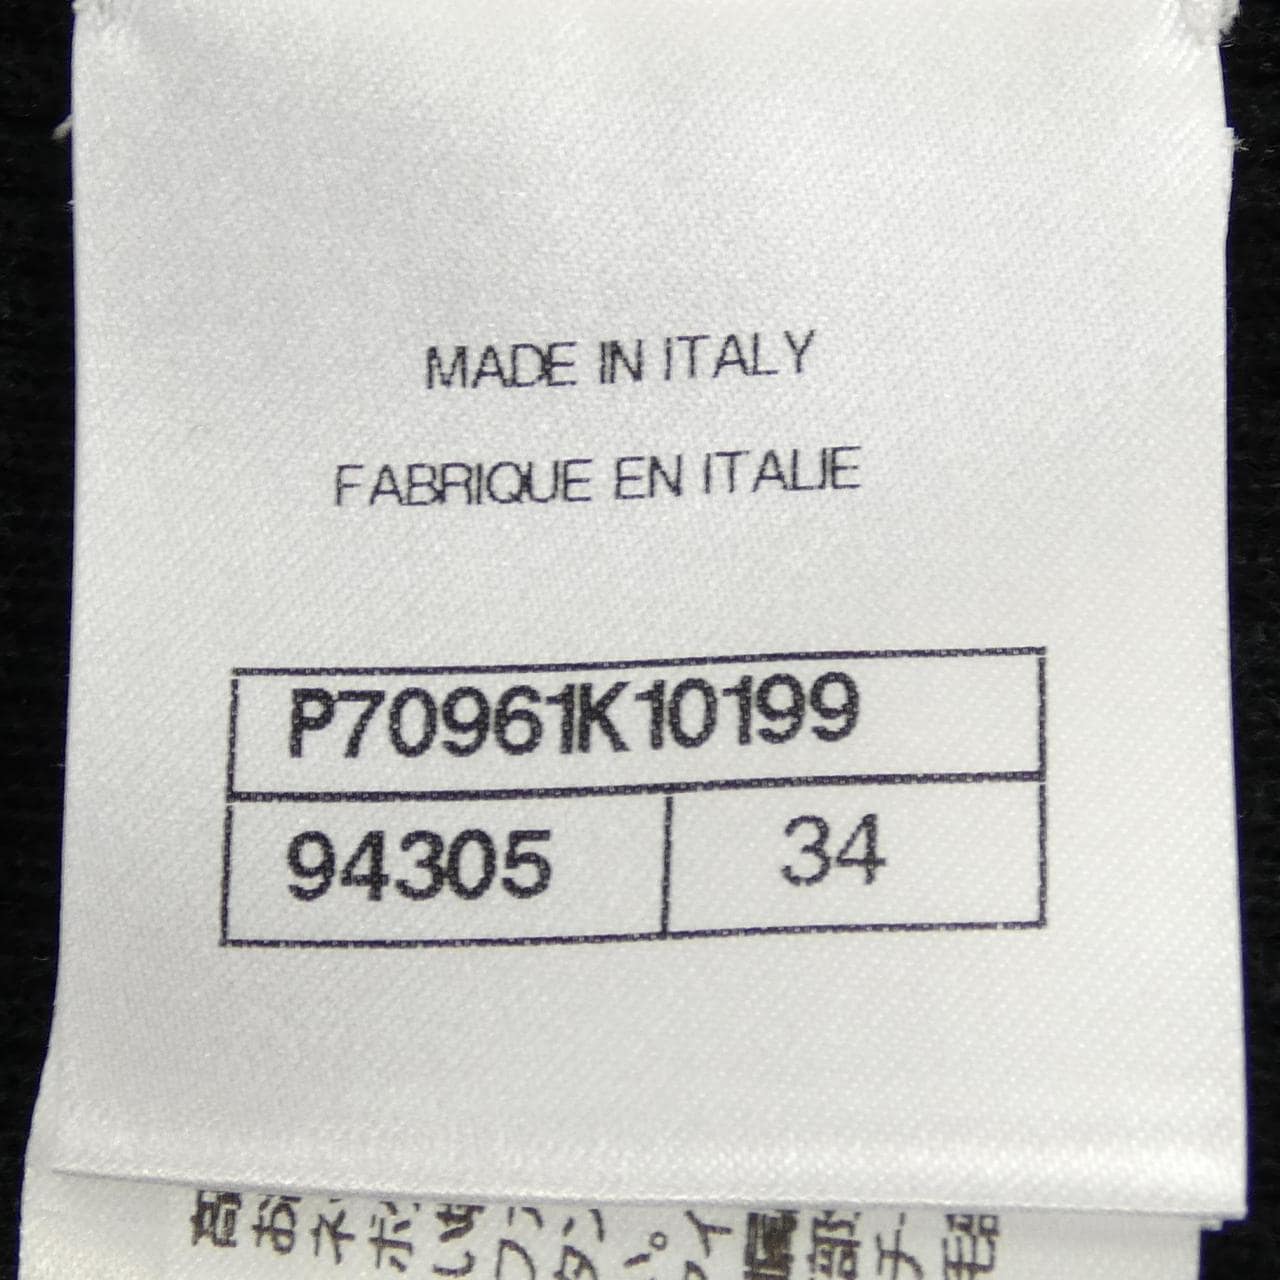 MADE IN ITALY
FABRIQUE EN ITALIE
P70961K10199
94305 34